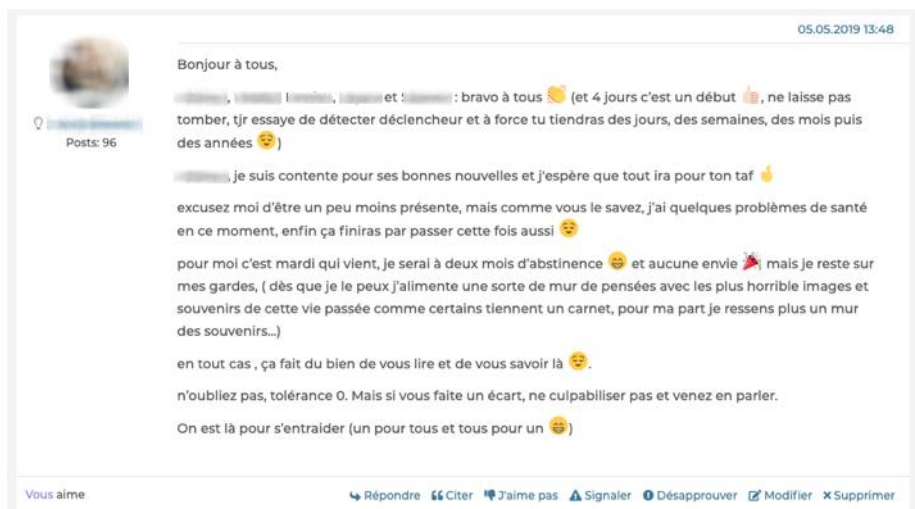 05.05.2019 13:48
Posts: 96
Bonjour à tous,
et : bravo à tous 👏 (et 4 jours c'est un début 👍, ne laisse pas
tomber, tjr essaye de détecter déclencheur et à force tu tiendras des jours, des semaines, des mois puis
des années 😌)
, je suis contente pour ses bonnes nouvelles et j'espère que tout ira pour ton taf 🤞
excusez moi d'être un peu moins présente, mais comme vous le savez, j'ai quelques problèmes de santé
en ce moment, enfin ça finiras par passer cette fois aussi 😌
pour moi c'est mardi qui vient, je serai à deux mois d'abstinence 😁 et aucune envie 🎉 mais je reste sur
mes gardes, ( dès que je le peux j'alimente une sorte de mur de pensées avec les plus horrible images et
souvenirs de cette vie passée comme certains tiennent un carnet, pour ma part je ressens plus un mur
des souvenirs...)
en tout cas , ça fait du bien de vous lire et de vous savoir là 😌.
n'oubliez pas, tolérance 0. Mais si vous faite un écart, ne culpabiliser pas et venez en parler.
On est là pour s'entraider (un pour tous et tous pour un 😁)
Vous aime
Répondre Citer J'aime pas Signaler Désapprouver Modifier Supprimer